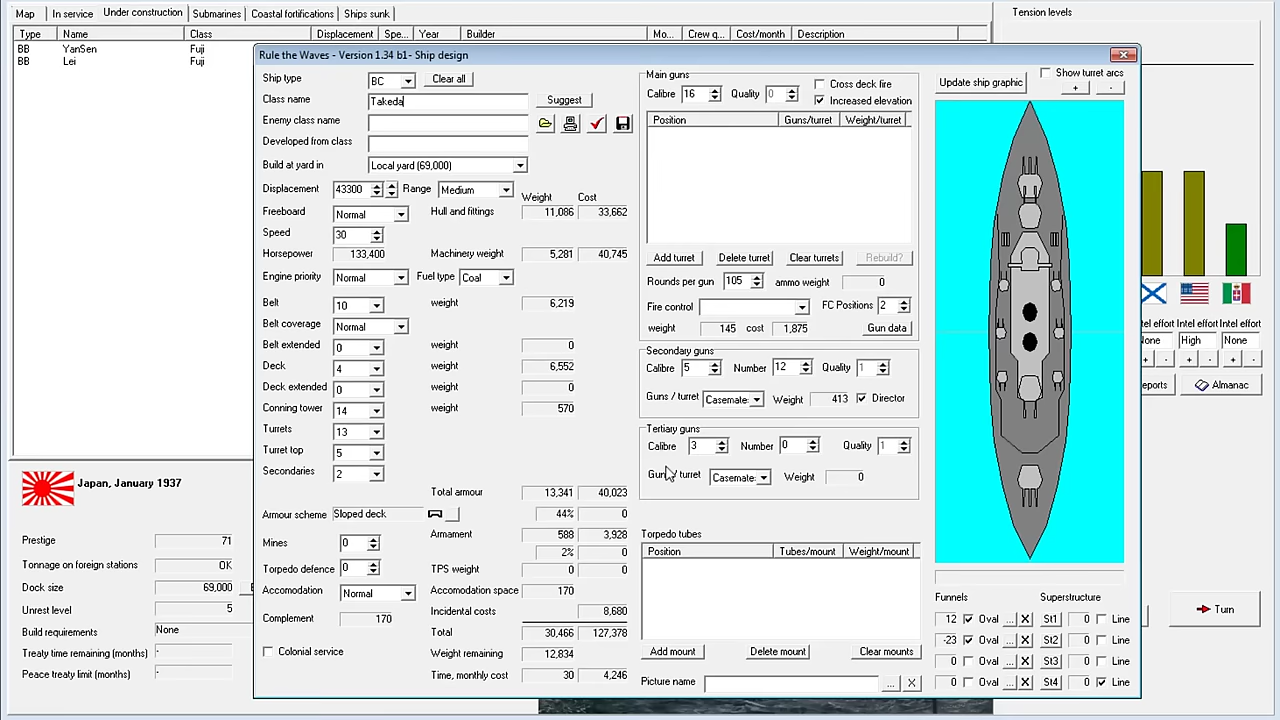 Map In service Under construction Submarines Coastal fortifications Ships sunk Tension levels
Type Name Class Displacement Spe... Year Builder Mo... Crew q... Cost/month Description
BB YanSen Fuji
BB Lei Fuji
Rule the Waves - Version 1.34 b1- Ship design
Ship type BC Clear all
Class name Takeda Suggest
Enemy class name
Developed from class
Build at yard in Local yard (69,000)
Displacement 43300 Range Medium Weight Cost
Freeboard Normal Hull and fittings 11,086 33,662
Speed 30
Horsepower 133,400 Machinery weight 5,281 40,745
Engine priority Normal Fuel type Coal
Belt 10 weight 6,219
Belt coverage Normal
Belt extended 0 weight 0
Deck 4 weight 6,552
Deck extended 0 weight 0
Conning tower 14 weight 570
Turrets 13
Turret top 5
Secondaries 2
Total armour 13,341 40,023
Armour scheme Sloped deck 44% 0
Mines 0 Armament 588 3,928
2% 0
Torpedo defence 0 TPS weight 0 0
Accomodation Normal Accomodation space 170
Complement 170 Incidental costs 8,680
Total 30,466 127,378
Colonial service Weight remaining 12,834
Time, monthly cost 30 4,246
Main guns
Calibre 16 Quality 0 Cross deck fire
Increased elevation
Position Guns/turret Weight/turret
Add turret Delete turret Clear turrets Rebuild?
Rounds per gun 105 ammo weight 0
Fire control FC Positions 2
weight 145 cost 1,875 Gun data
Secondary guns
Calibre 5 Number 12 Quality 1
Guns / turret Casemate: Weight 413 Director
Tertiary guns
Calibre 3 Number 0 Quality 1
turret Casemate: Weight 0
Torpedo tubes
Position Tubes/mount Weight/mount
Add mount Delete mount Clear mounts
Picture name ... X
Update ship graphic Show turret arcs
+ -
Funnels Superstructure
12 Oval ... X St1 0 Line
-23 Oval ... X St2 0 Line
0 Oval ... X St3 0 Line
0 Oval ... X St4 0 Line
Japan, January 1937
Prestige 71
Tonnage on foreign stations OK
Dock size 69,000
Unrest level 5
Build requirements None
Treaty time remaining (months) -
Peace treaty limit (months) -
tel effort Intel effort Intel effort
None High None
+ - + - + -
eports Almanac
Turn